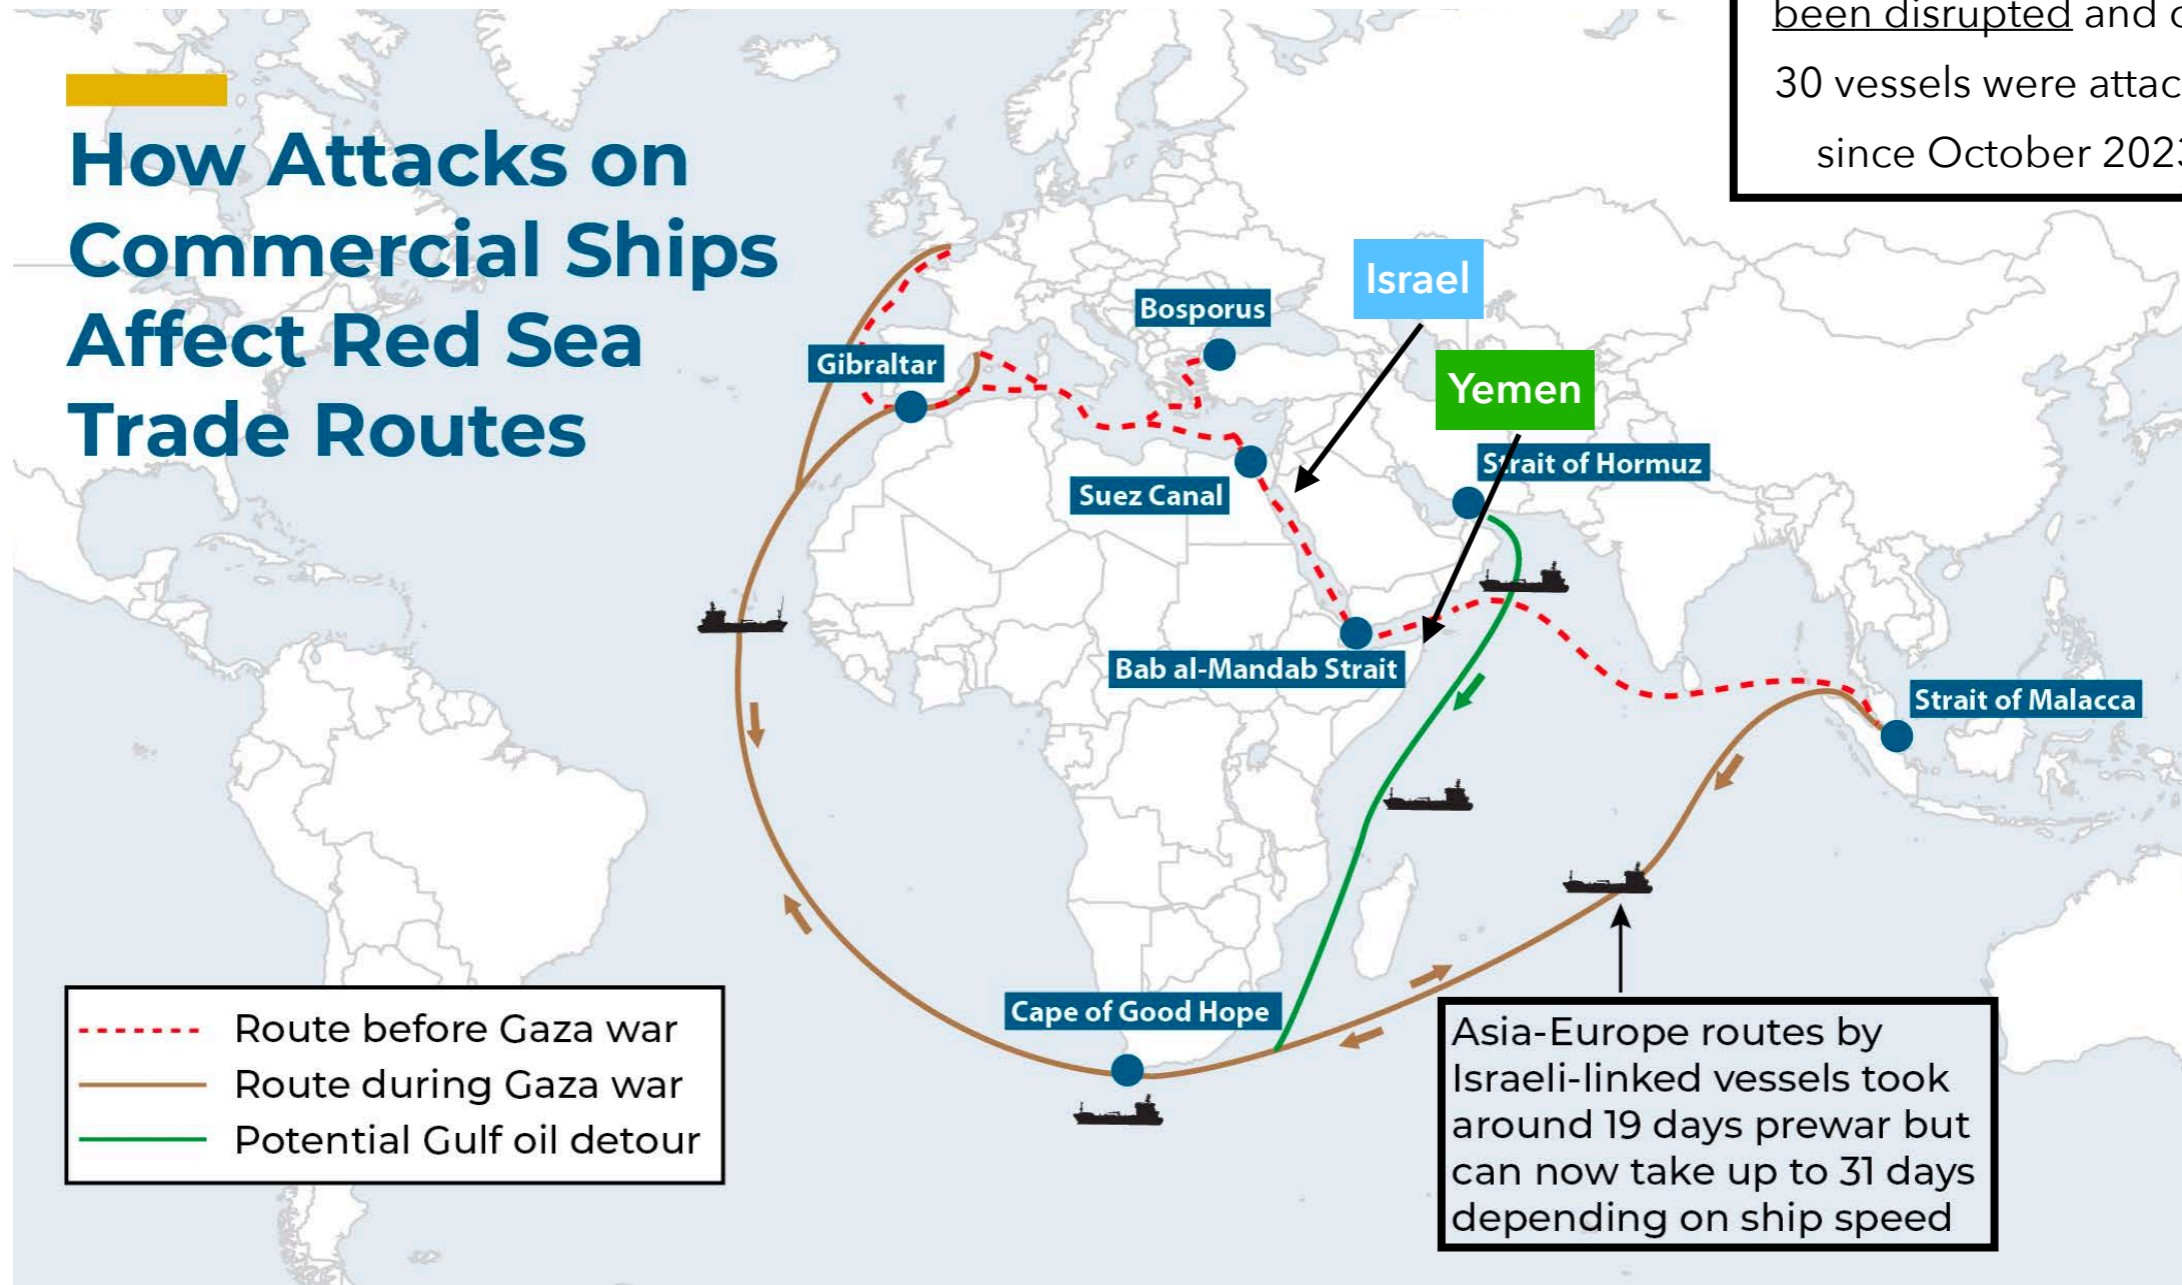 been disrupted and
30 vessels were
since October
How Attacks on
Commercial Ships
Affect Red Sea
Trade Routes
Israel
Bosporus
Yemen
Gibraltar
Strait of Hormuz
Suez Canal
Bab al-Mandab Strait
Strait of Malacca
Cape of Good Hope
Route before Gaza war
Route during Gaza war
Potential Gulf oil detour
Asia-Europe routes by
Israeli-linked vessels took
around 19 days prewar but
can now take up to 31 days
depending on ship speed